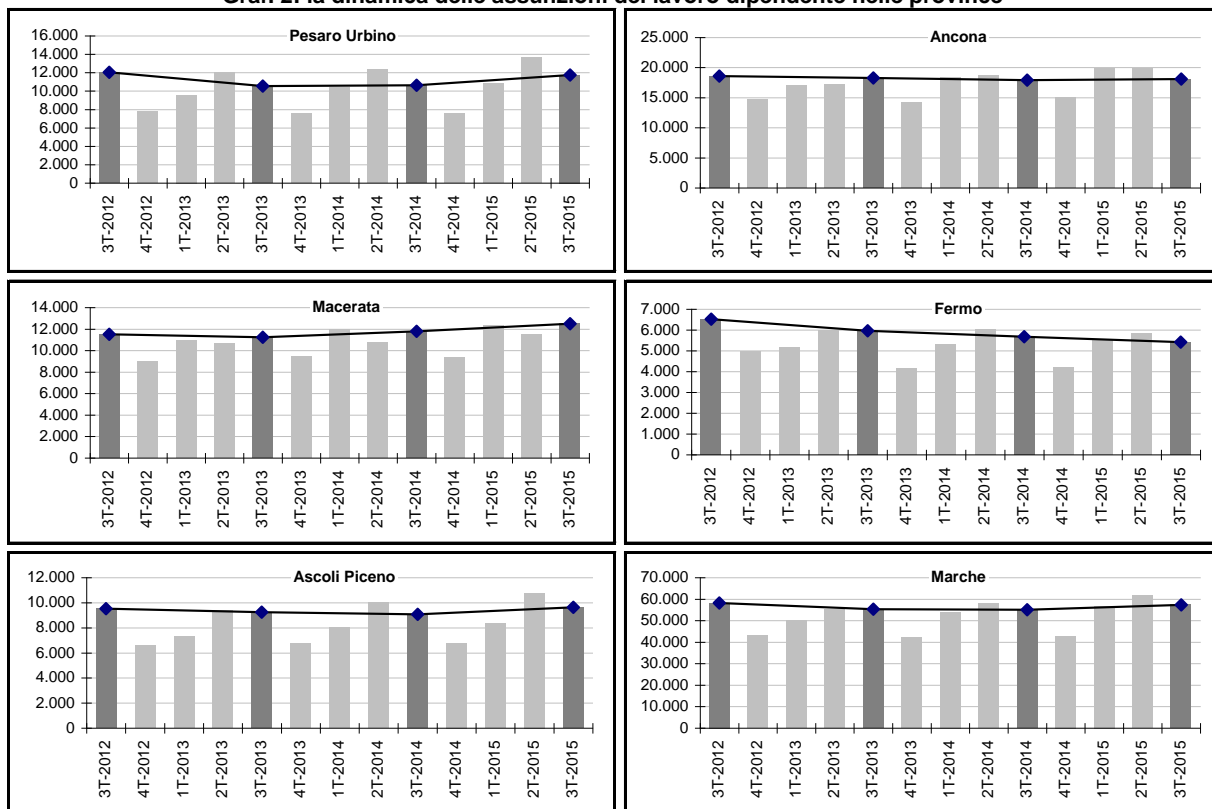 Graf. 2: la dinamica delle assunzioni del lavoro dipendente nelle province
Pesaro Urbino
16.000
14.000
12.000
10.000
8.000
6.000
4.000
2.000
0
3T-2012
4T-2012
1T-2013
2T-2013
3T-2013
4T-2013
1T-2014
2T-2014
3T-2014
4T-2014
1T-2015
2T-2015
3T-2015
Ancona
25.000
20.000
15.000
10.000
5.000
0
3T-2012
4T-2012
1T-2013
2T-2013
3T-2013
4T-2013
1T-2014
2T-2014
3T-2014
4T-2014
1T-2015
2T-2015
3T-2015
Macerata
14.000
12.000
10.000
8.000
6.000
4.000
2.000
0
3T-2012
4T-2012
1T-2013
2T-2013
3T-2013
4T-2013
1T-2014
2T-2014
3T-2014
4T-2014
1T-2015
2T-2015
3T-2015
Fermo
7.000
6.000
5.000
4.000
3.000
2.000
1.000
0
3T-2012
4T-2012
1T-2013
2T-2013
3T-2013
4T-2013
1T-2014
2T-2014
3T-2014
4T-2014
1T-2015
2T-2015
3T-2015
Ascoli Piceno
12.000
10.000
8.000
6.000
4.000
2.000
0
3T-2012
4T-2012
1T-2013
2T-2013
3T-2013
4T-2013
1T-2014
2T-2014
3T-2014
4T-2014
1T-2015
2T-2015
3T-2015
Marche
70.000
60.000
50.000
40.000
30.000
20.000
10.000
0
3T-2012
4T-2012
1T-2013
2T-2013
3T-2013
4T-2013
1T-2014
2T-2014
3T-2014
4T-2014
1T-2015
2T-2015
3T-2015